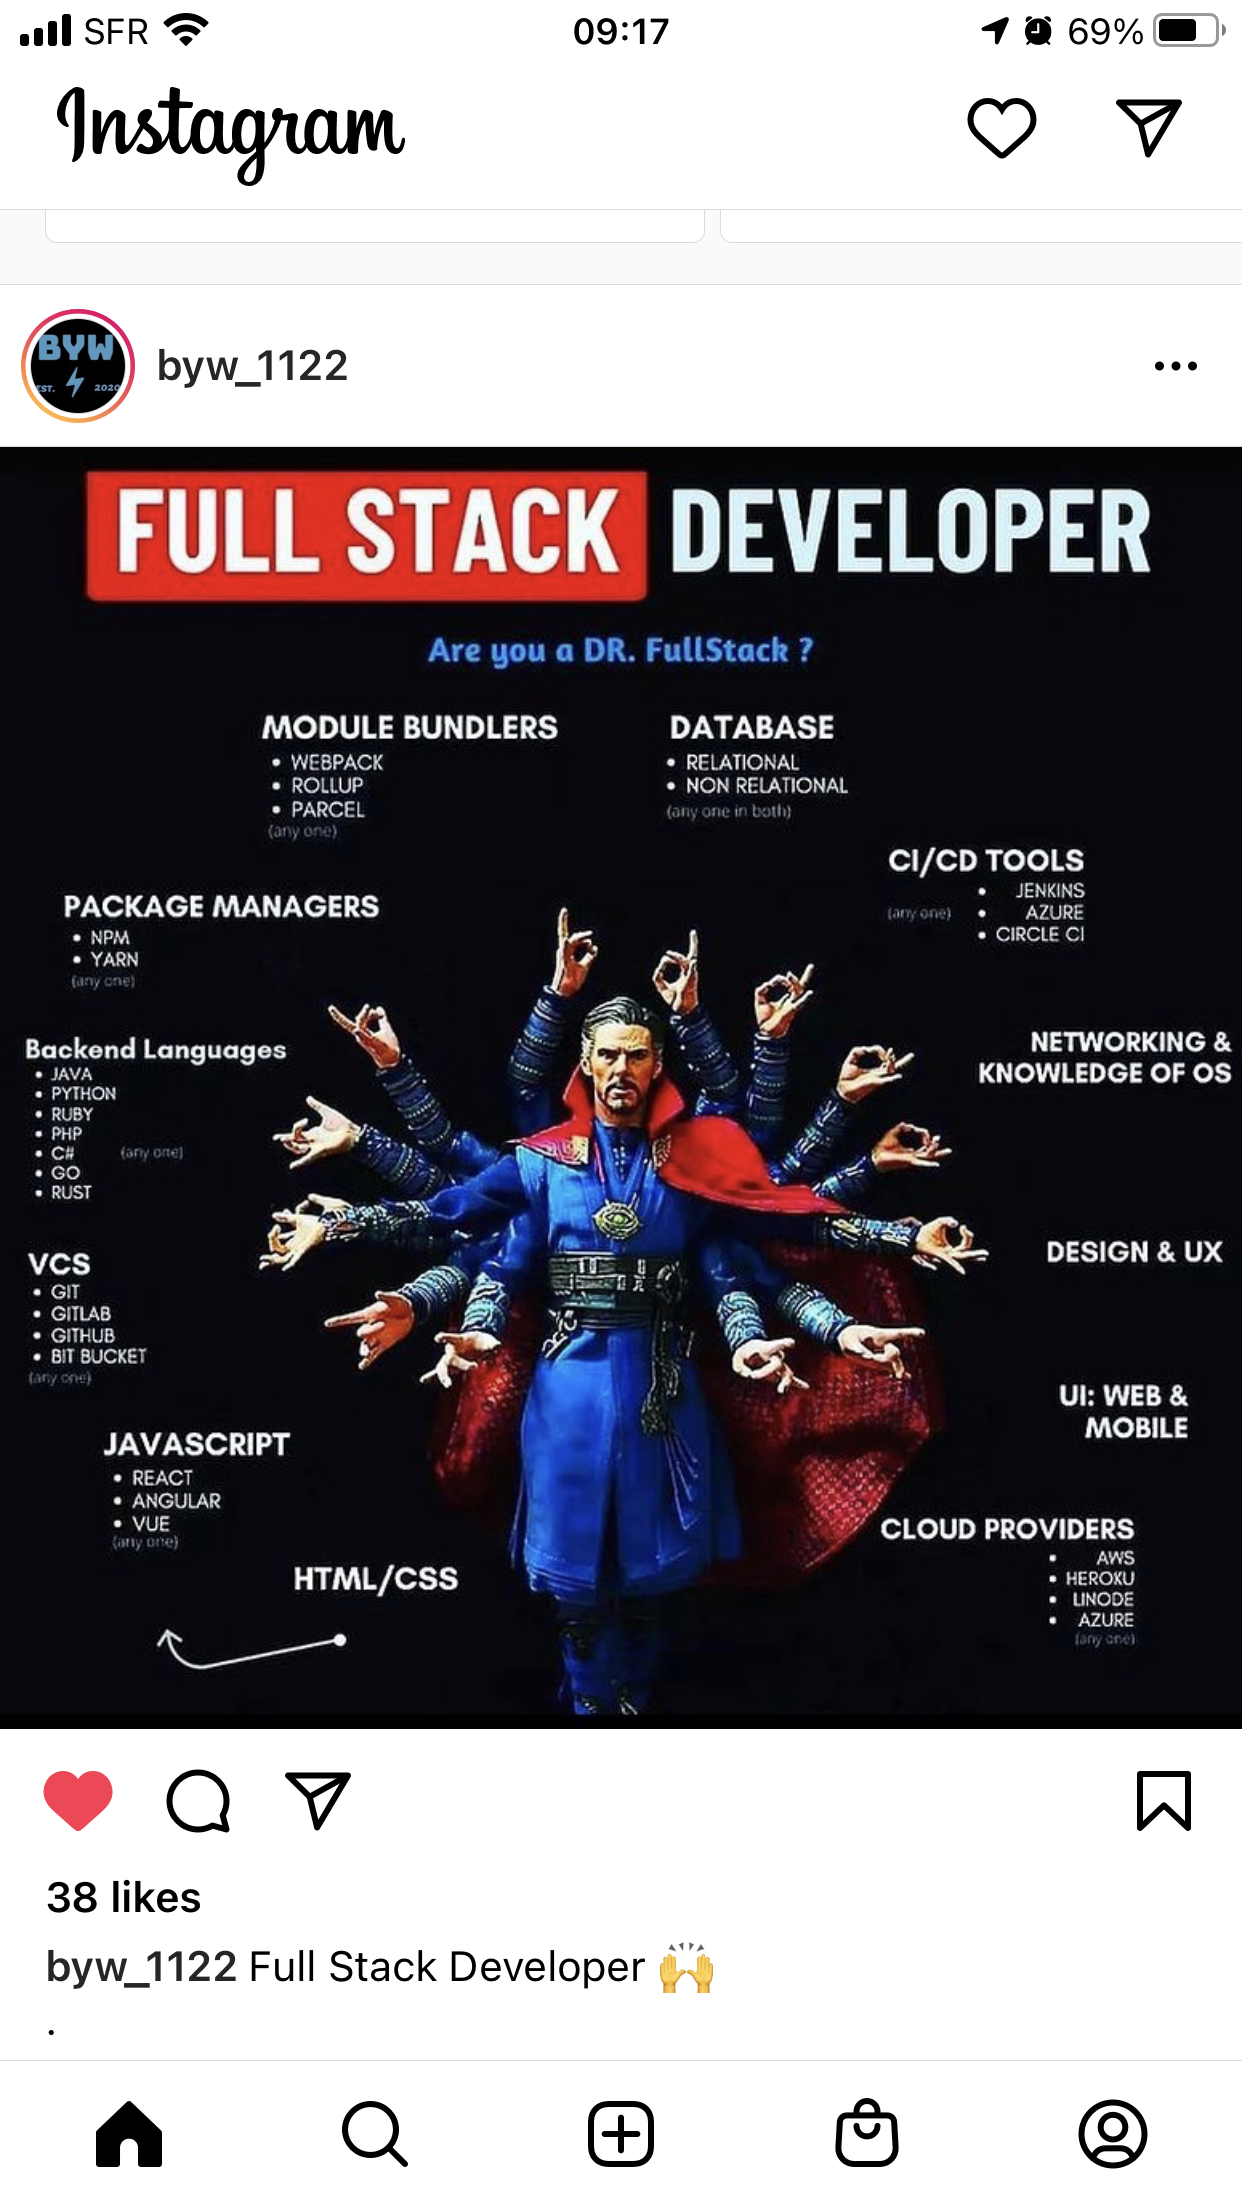 SFR 09:17 69%
Instagram
BYW
EST. 2020
byw_1122
FULL STACK DEVELOPER
Are you a DR. FullStack ?
MODULE BUNDLERS
• WEBPACK
• ROLLUP
• PARCEL
(any one)
DATABASE
• RELATIONAL
• NON RELATIONAL
(any one in both)
CI/CD TOOLS
• JENKINS
(any one) • AZURE
• CIRCLE CI
PACKAGE MANAGERS
• NPM
• YARN
(any one)
NETWORKING &
KNOWLEDGE OF OS
Backend Languages
• JAVA
• PYTHON
• RUBY
• PHP
• C# (any one)
• GO
• RUST
DESIGN & UX
VCS
• GIT
• GITLAB
• GITHUB
• BIT BUCKET
(any one)
UI: WEB &
MOBILE
JAVASCRIPT
• REACT
• ANGULAR
• VUE
(any one)
CLOUD PROVIDERS
• AWS
• HEROKU
• LINODE
• AZURE
(any one)
HTML/CSS
38 likes
byw_1122 Full Stack Developer 🙌
.